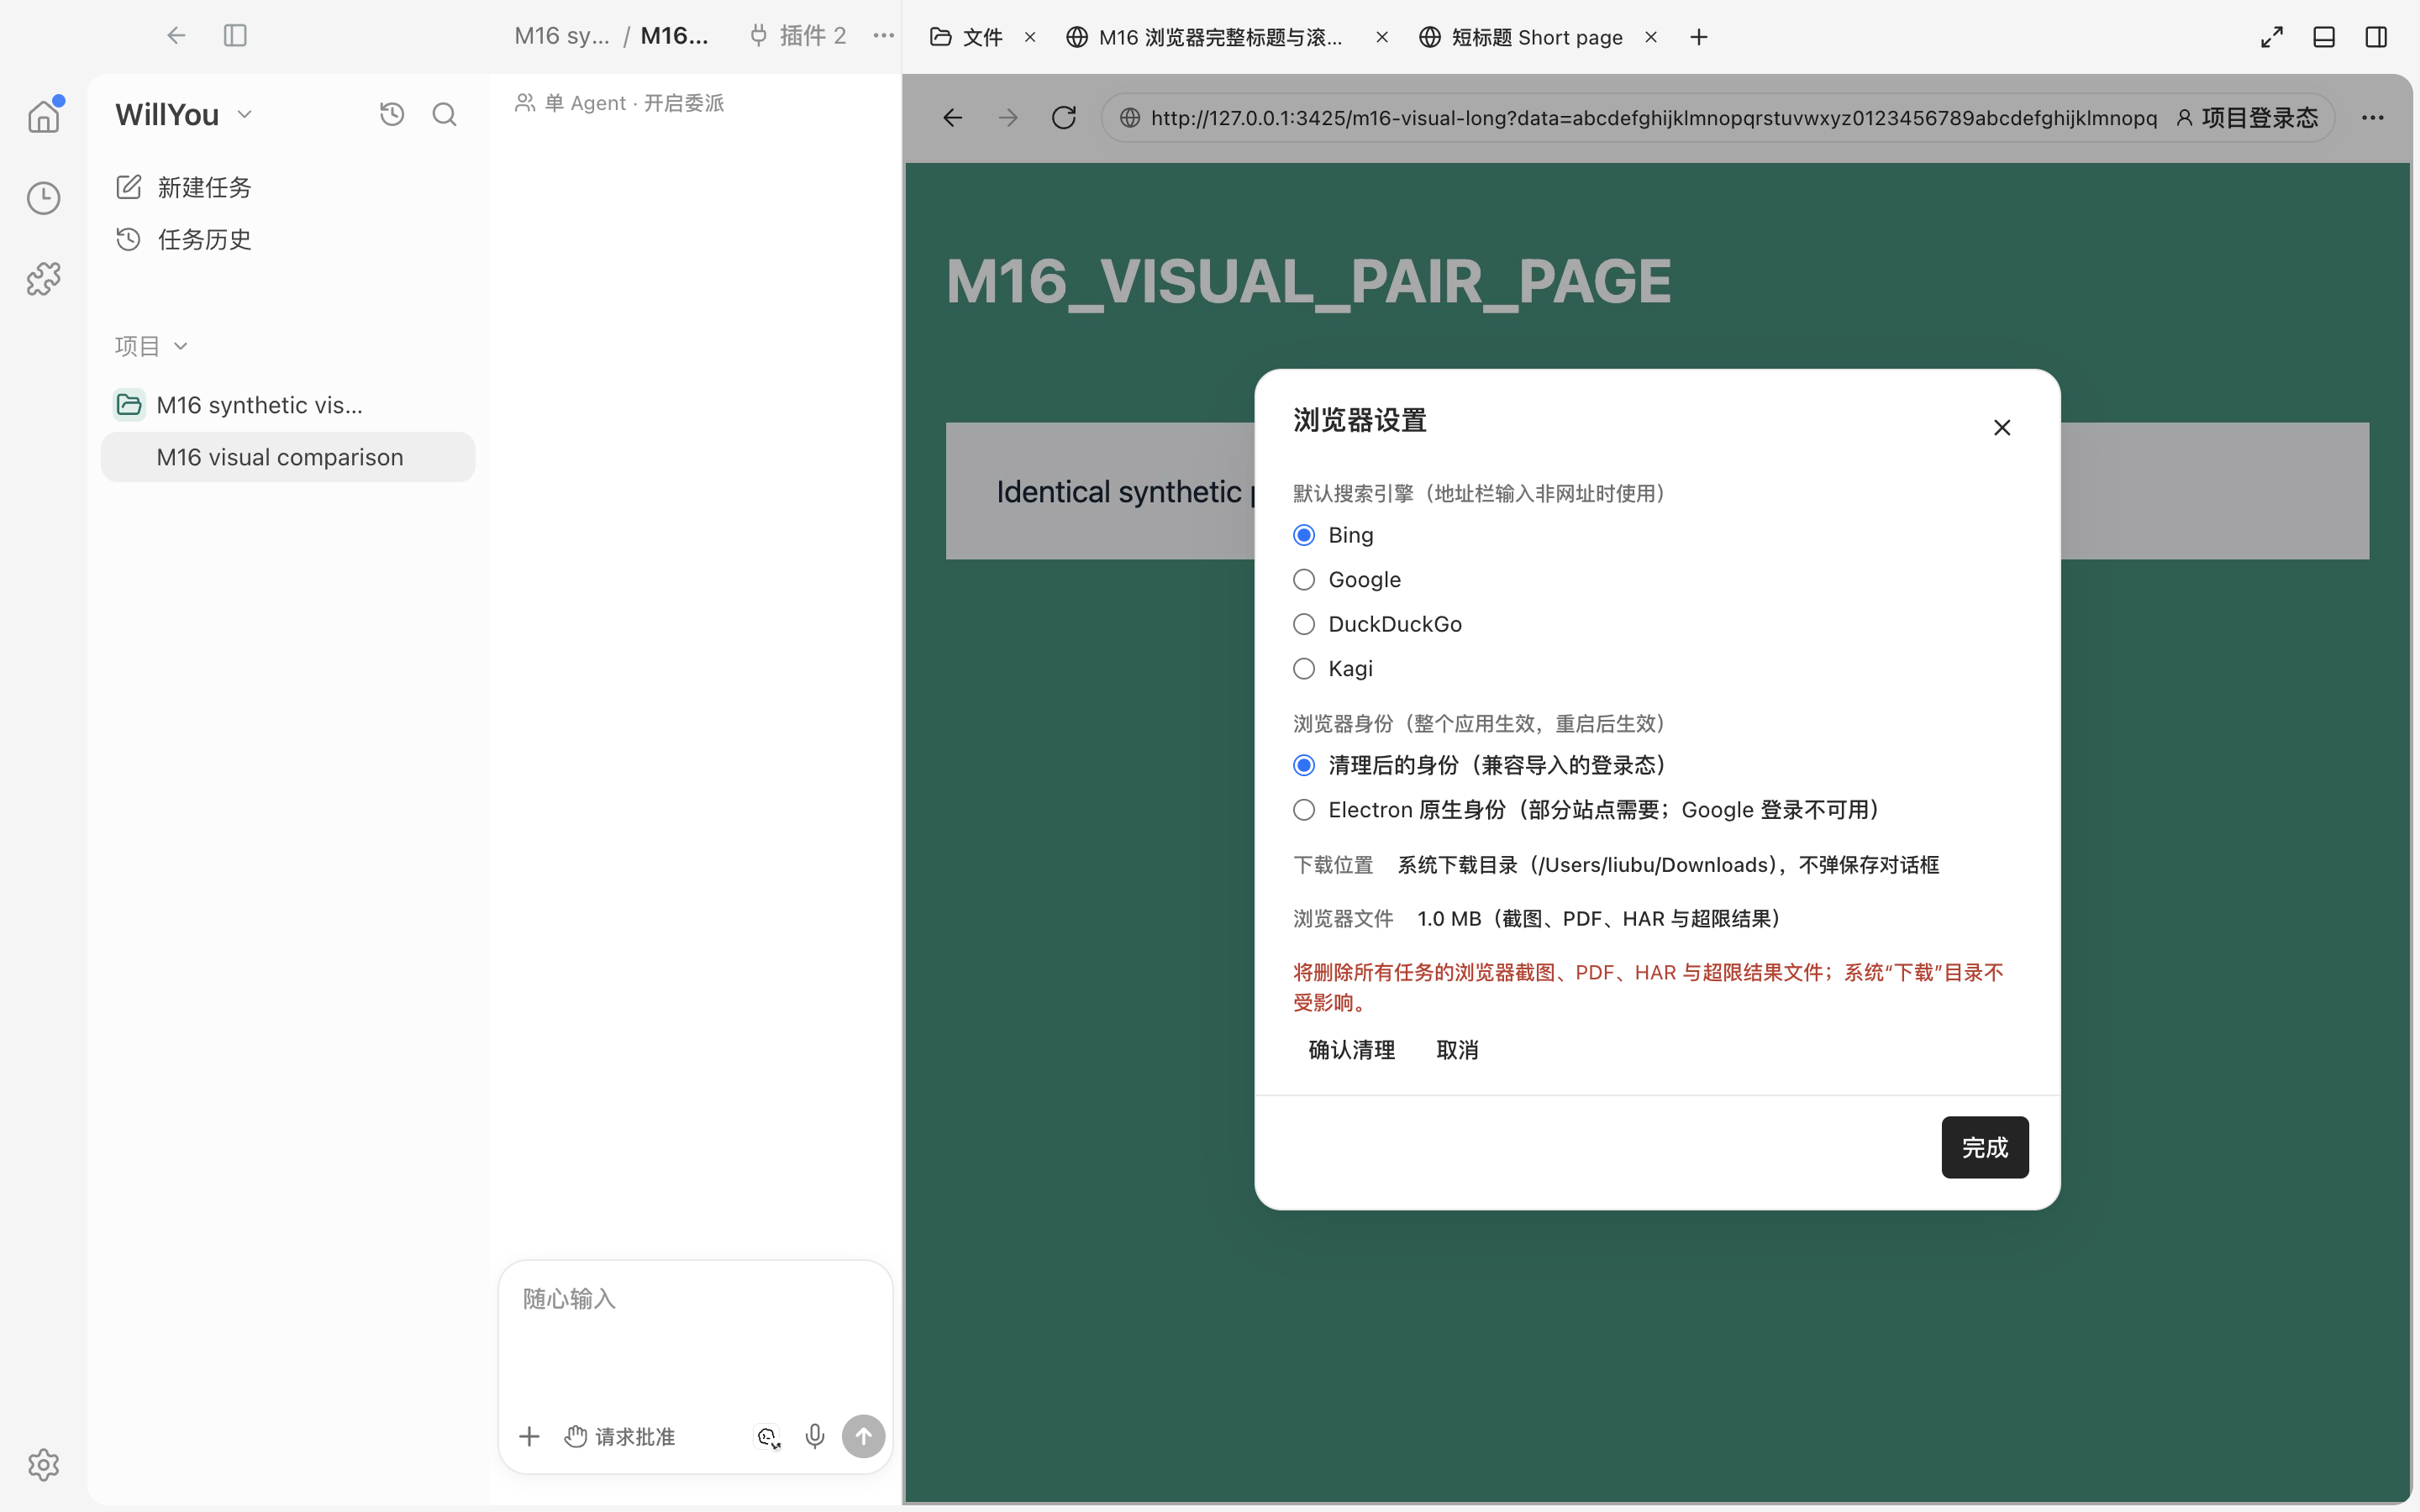 M16 sy... / M16... 插件 2
文件
M16 浏览器完整标题与滚...
短标题 Short page
WillYou
新建任务
任务历史
项目
M16 synthetic vis...
M16 visual comparison
单 Agent · 开启委派
随心输入
请求批准
http://127.0.0.1:3425/m16-visual-long?data=abcdefghijklmnopqrstuvwxyz0123456789abcdefghijklmnopq
项目登录态
M16_VISUAL_PAIR_PAGE
Identical synthetic
浏览器设置
默认搜索引擎（地址栏输入非网址时使用）
Bing
Google
DuckDuckGo
Kagi
浏览器身份（整个应用生效，重启后生效）
清理后的身份（兼容导入的登录态）
Electron 原生身份（部分站点需要；Google 登录不可用）
下载位置 系统下载目录（/Users/liubu/Downloads），不弹保存对话框
浏览器文件 1.0 MB（截图、PDF、HAR 与超限结果）
将删除所有任务的浏览器截图、PDF、HAR 与超限结果文件；系统“下载”目录不
受影响。
确认清理 取消
完成